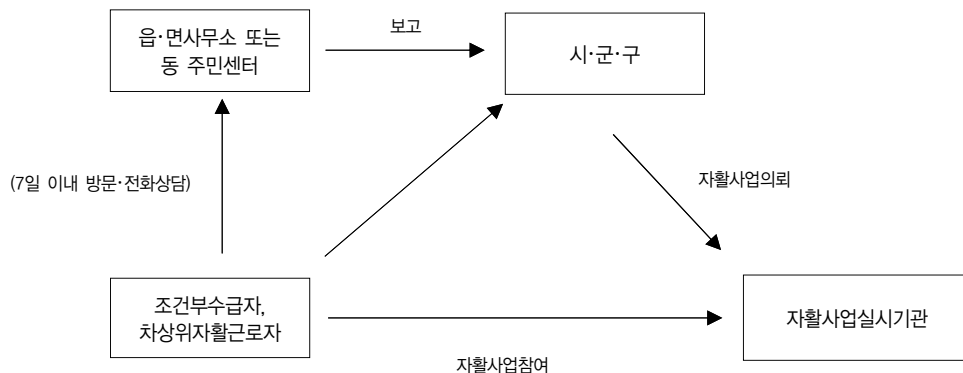 읍·면사무소 또는
동 주민센터
보고
시·군·구
(7일 이내 방문·전화상담)
자활사업의뢰
조건부수급자,
차상위자활근로자
자활사업실시기관
자활사업참여